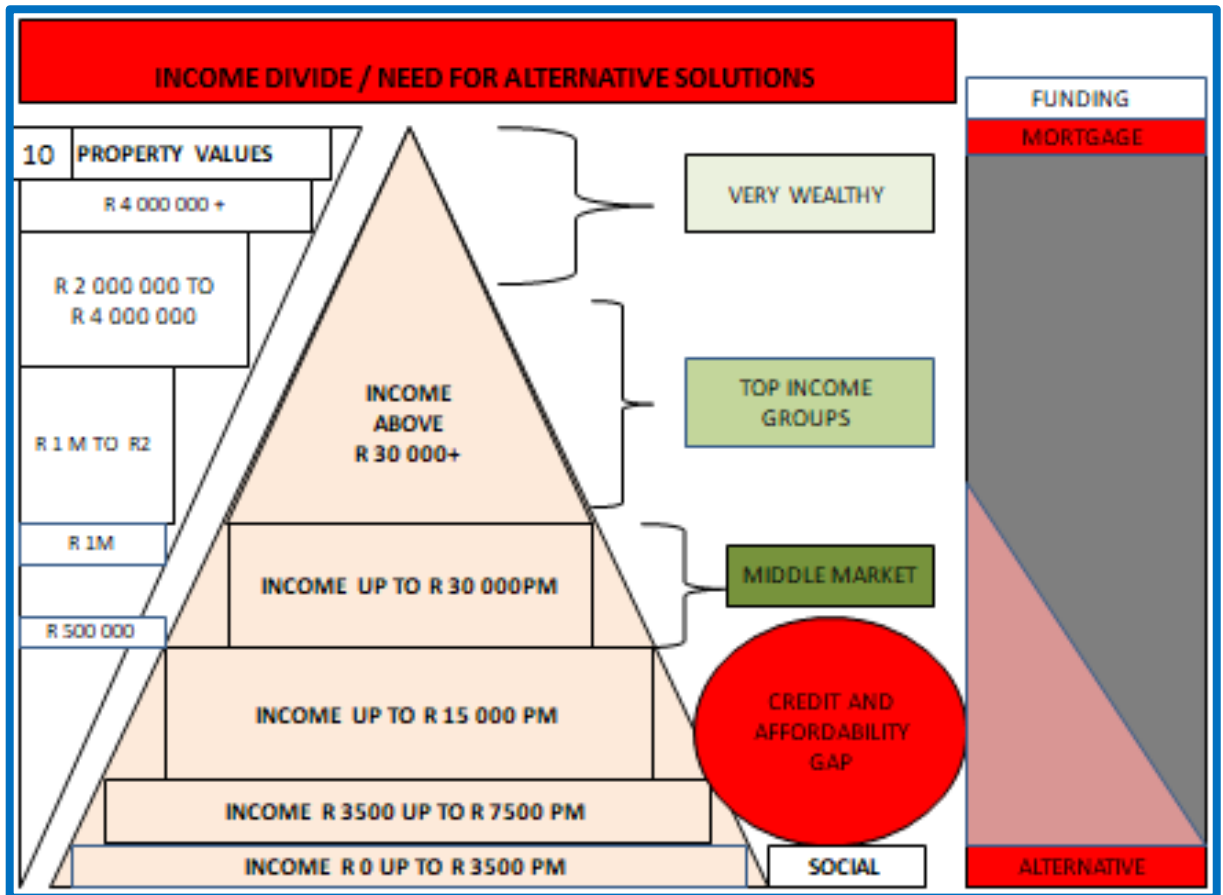 INCOME DIVIDE / NEED FOR ALTERNATIVE SOLUTIONS
FUNDING
MORTGAGE
10 PROPERTY VALUES
R 4 000 000 +
R 2 000 000 TO
R 4 000 000
R 1 M TO R2
R 1M
R 500 000
INCOME
ABOVE
R 30 000+
INCOME UP TO R 30 000PM
INCOME UP TO R 15 000 PM
INCOME R 3500 UP TO R 7500 PM
INCOME R 0 UP TO R 3500 PM
VERY WEALTHY
TOP INCOME
GROUPS
MIDDLE MARKET
CREDIT AND
AFFORDABILITY
GAP
SOCIAL
ALTERNATIVE